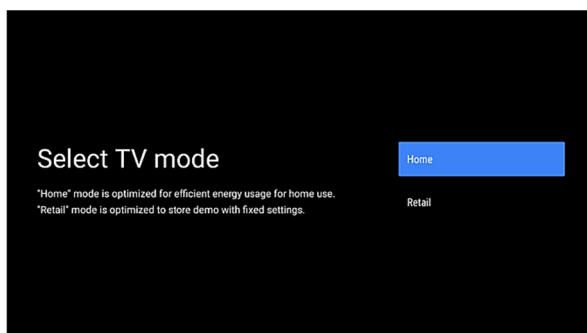 Select TV mode
"Home" mode is optimized for efficient energy usage for home use.
"Retail" mode is optimized to store demo with fixed settings.
Home
Retail